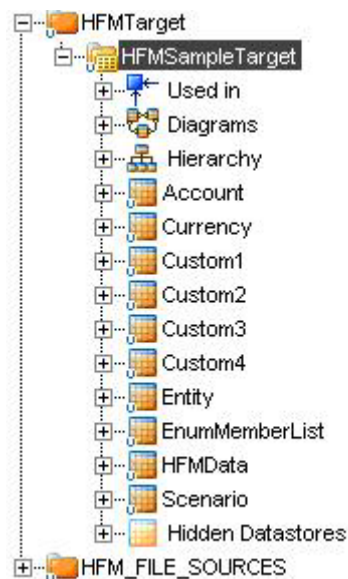 HFMTarget
HFMSampleTarget
Used in
Diagrams
Hierarchy
Account
Currency
Custom1
Custom2
Custom3
Custom4
Entity
EnumMemberList
HFMData
Scenario
Hidden Datastores
HFM_FILE_SOURCES